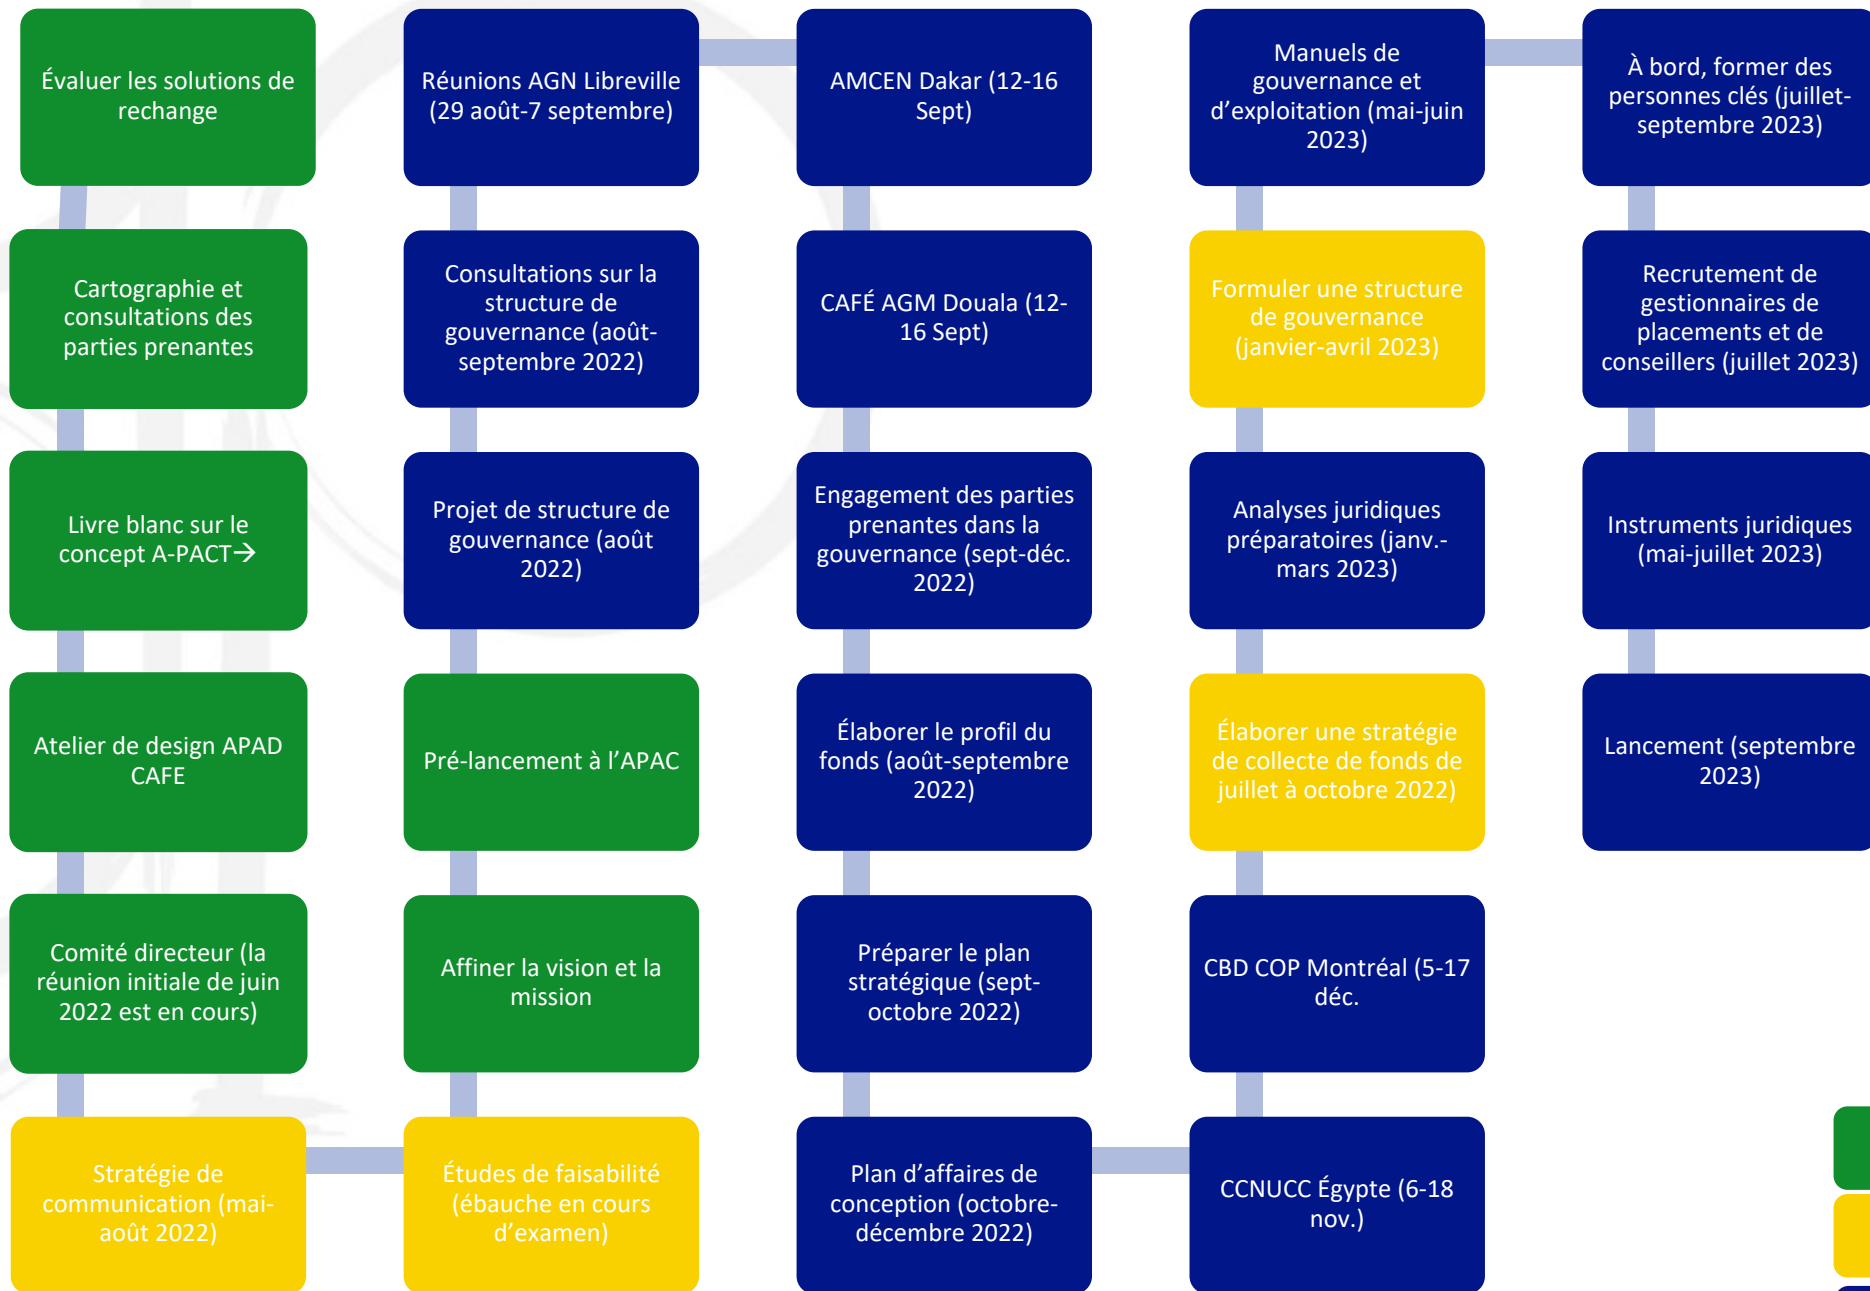 Évaluer les solutions de
rechange
Cartographie et
consultations des
parties prenantes
Livre blanc sur le
concept A-PACT→
Atelier de design APAD
CAFE
Comité directeur (la
réunion initiale de juin
2022 est en cours)
Stratégie de
communication (mai-
août 2022)
Études de faisabilité
(ébauche en cours
d’examen)
Affiner la vision et la
mission
Pré-lancement à l’APAC
Projet de structure de
gouvernance (août
2022)
Consultations sur la
structure de
gouvernance (août-
septembre 2022)
Réunions AGN Libreville
(29 août-7 septembre)
AMCEN Dakar (12-16
Sept)
CAFÉ AGM Douala (12-
16 Sept)
Engagement des parties
prenantes dans la
gouvernance (sept-déc.
2022)
Élaborer le profil du
fonds (août-septembre
2022)
Préparer le plan
stratégique (sept-
octobre 2022)
Plan d’affaires de
conception (octobre-
décembre 2022)
CCNUCC Égypte (6-18
nov.)
CBD COP Montréal (5-17
déc.
Élaborer une stratégie
de collecte de fonds de
juillet à octobre 2022)
Analyses juridiques
préparatoires (janv.-
mars 2023)
Formuler une structure
de gouvernance
(janvier-avril 2023)
Manuels de
gouvernance et
d’exploitation (mai-juin
2023)
À bord, former des
personnes clés (juillet-
septembre 2023)
Recrutement de
gestionnaires de
placements et de
conseillers (juillet 2023)
Instruments juridiques
(mai-juillet 2023)
Lancement (septembre
2023)